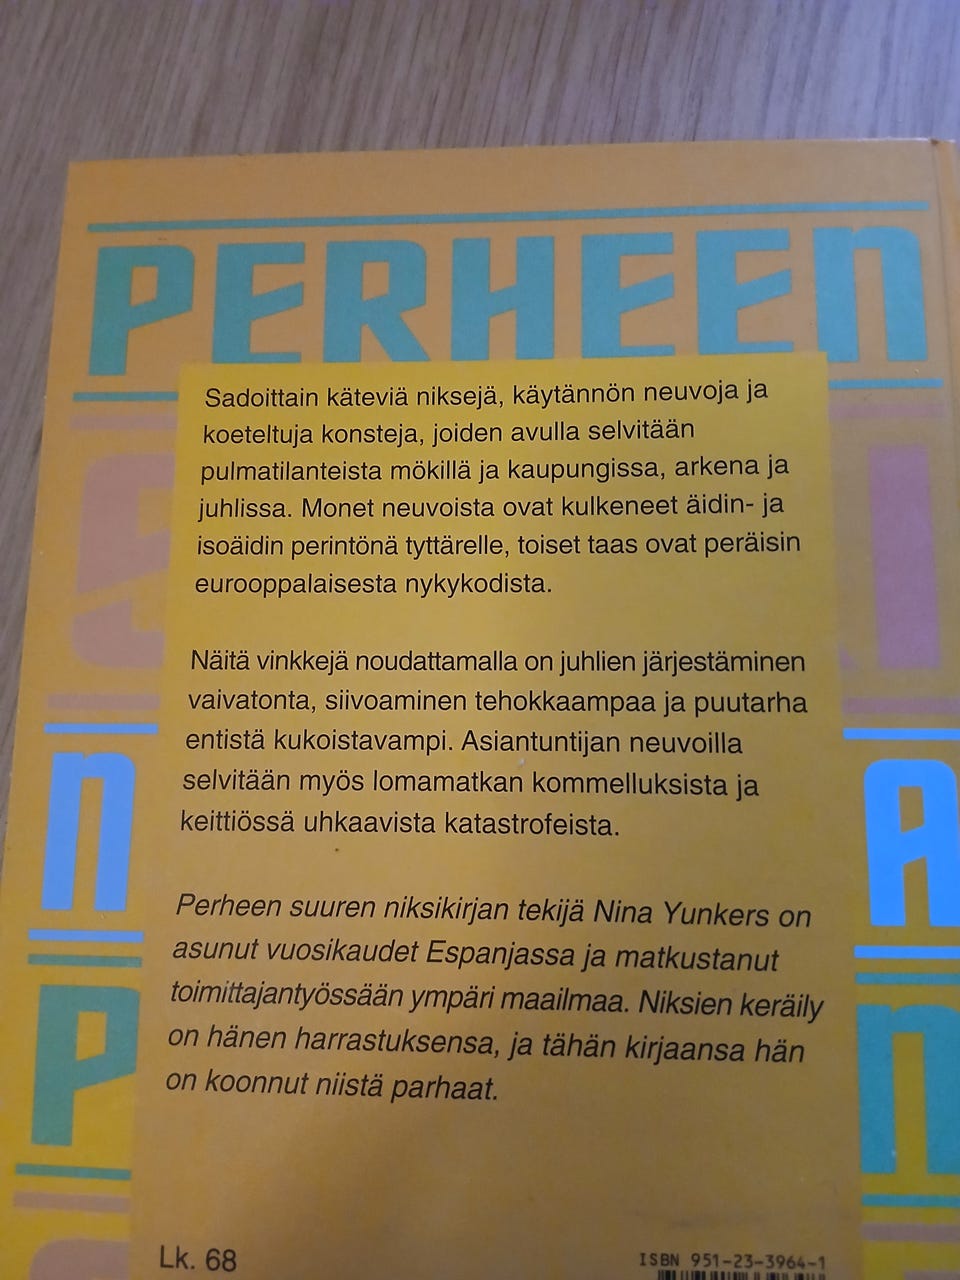 PERHEEN
Sadoittain käteviä niksejä, käytännön neuvoja ja
koeteltuja konsteja, joiden avulla selvitään
pulmatilanteista mökillä ja kaupungissa, arkena ja
juhlissa. Monet neuvoista ovat kulkeneet äidin- ja
isoäidin perintönä tyttärelle, toiset taas ovat peräisin
eurooppalaisesta nykykodista.
Näitä vinkkejä noudattamalla on juhlien järjestäminen
vaivatonta, siivoaminen tehokkaampaa ja puutarha
entistä kukoistavampi. Asiantuntijan neuvoilla
selvitään myös lomamatkan kommelluksista ja
keittiössä uhkaavista katastrofeista.
Perheen suuren niksikirjan tekijä Nina Yunkers on
asunut vuosikaudet Espanjassa ja matkustanut
toimittajantyössään ympäri maailmaa. Niksien keräily
on hänen harrastuksensa, ja tähän kirjaansa hän
on koonnut niistä parhaat.
Lk. 68
ISBN 951-23-3964-1